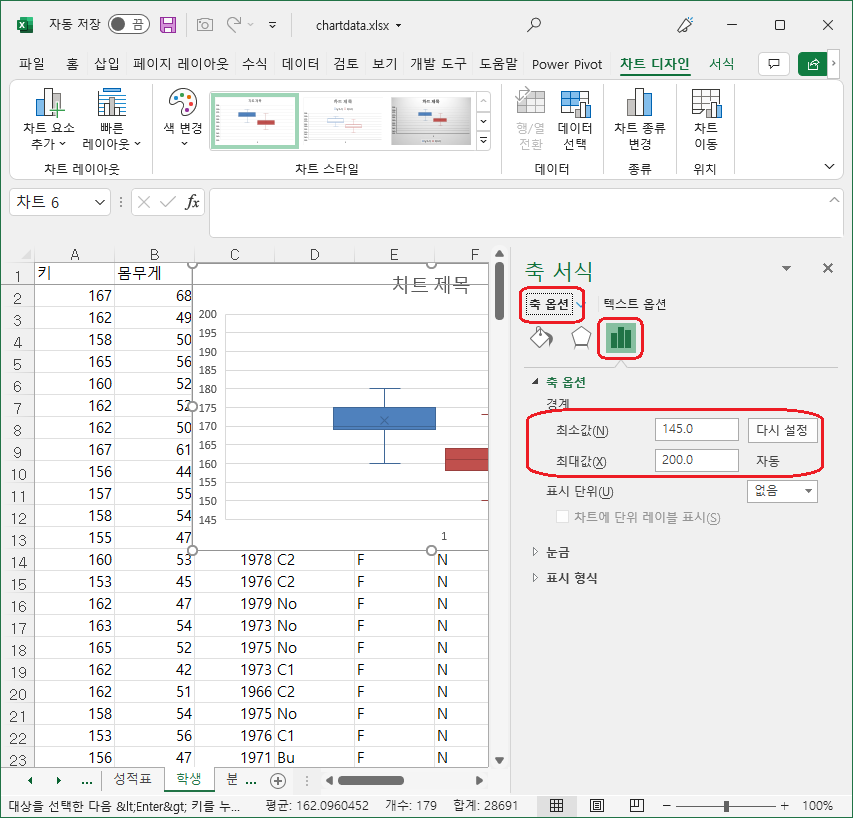 자동 저장 끔 chartdata.xlsx
파일 홈 삽입 페이지 레이아웃 수식 데이터 검토 보기 개발 도구 도움말 Power Pivot 차트 디자인 서식
차트 요소 추가
빠른 레이아웃
차트 레이아웃
색 변경
차트 제목 차트 제목 차트 제목
차트 스타일
행/열 전환
데이터 선택
데이터
차트 종류 변경
종류
차트 이동
위치
차트 6
fx
A B C D E F
1 키 몸무게
2 167 68
3 162 49
4 158 50
5 165 56
6 160 52
7 162 52
8 162 50
9 167 61
10 156 44
11 157 55
12 158 54
13 155 47
14 160 53 1978 C2 F N
15 153 45 1976 C2 F N
16 162 47 1979 No F N
17 163 54 1973 No F N
18 165 52 1975 No F N
19 162 42 1973 C1 F N
20 162 51 1966 C2 F N
21 158 54 1975 No F N
22 153 56 1976 C1 F N
23 156 47 1971 Bu F N
차트 제목
200
195
190
185
180
175
170
165
160
155
150
145
1
축 서식
축 옵션 텍스트 옵션
축 옵션
경계
최소값(N) 145.0 다시 설정
최대값(X) 200.0 자동
표시 단위(U) 없음
차트에 단위 레이블 표시(S)
눈금
표시 형식
... 성적표 학생 분 ...
대상을 선택한 다음 &lt;Enter&gt; 키를 누... 평균: 162.0960452 개수: 179 합계: 28691 100%